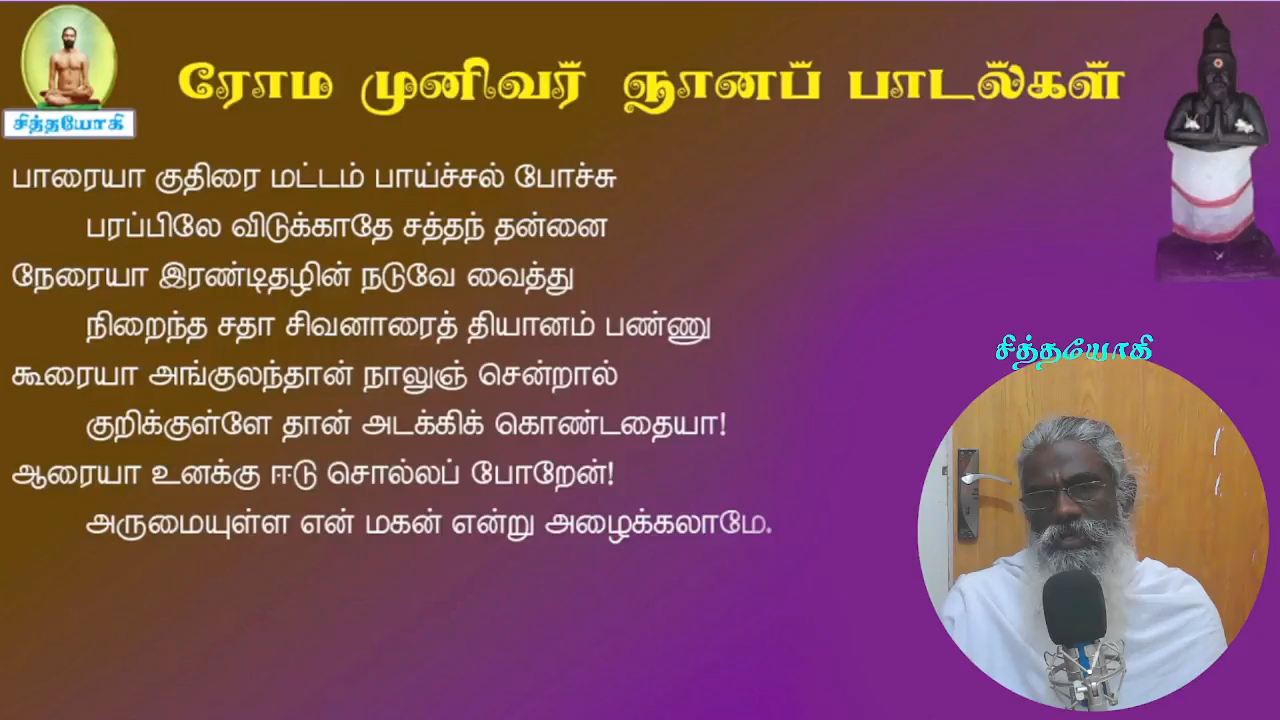 ரோம முனிவர் ஞானப் பாடல்கள்
சித்தயோகி
பாரையா குதிரை மட்டம் பாய்ச்சல் போச்சு
பரப்பிலே விடுக்காதே சத்தந் தன்னை
நேரையா இரண்டிதழின் நடுவே வைத்து
நிறைந்த சதா சிவனாரைத் தியானம் பண்ணு
கூரையா அங்குலந்தான் நாலுஞ் சென்றால்
குறிக்குள்ளே தான் அடக்கிக் கொண்டதையா!
ஆரையா உனக்கு ஈடு சொல்லப் போறேன்!
அருமையுள்ள என் மகன் என்று அழைக்கலாமே.
சித்தயோகி